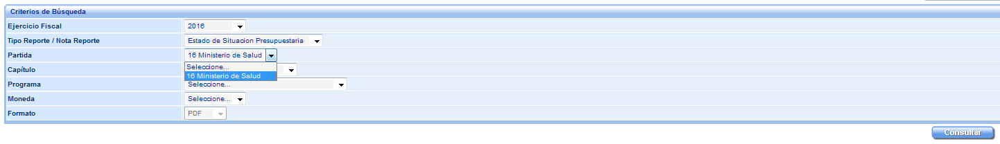 Criterios de Búsqueda
Ejercicio Fiscal 2016
Tipo Reporte / Nota Reporte Estado de Situacion Presupuestaria
Partida 16 Ministerio de Salud
Seleccione...
Capítulo
16 Ministerio de Salud
Programa Seleccione...
Moneda Seleccione...
Formato PDF
Consultar